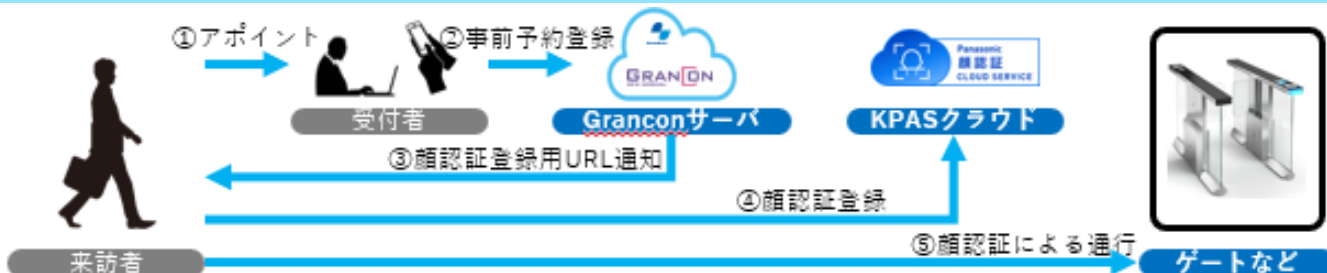 ①アポイント
②事前予約登録
GRANCON
Panasonic
顔認証
CLOUD SERVICE
受付者
Granconサーバ
KPASクラウド
③顔認証登録用URL通知
④顔認証登録
⑤顔認証による通行
来訪者
ゲートなど